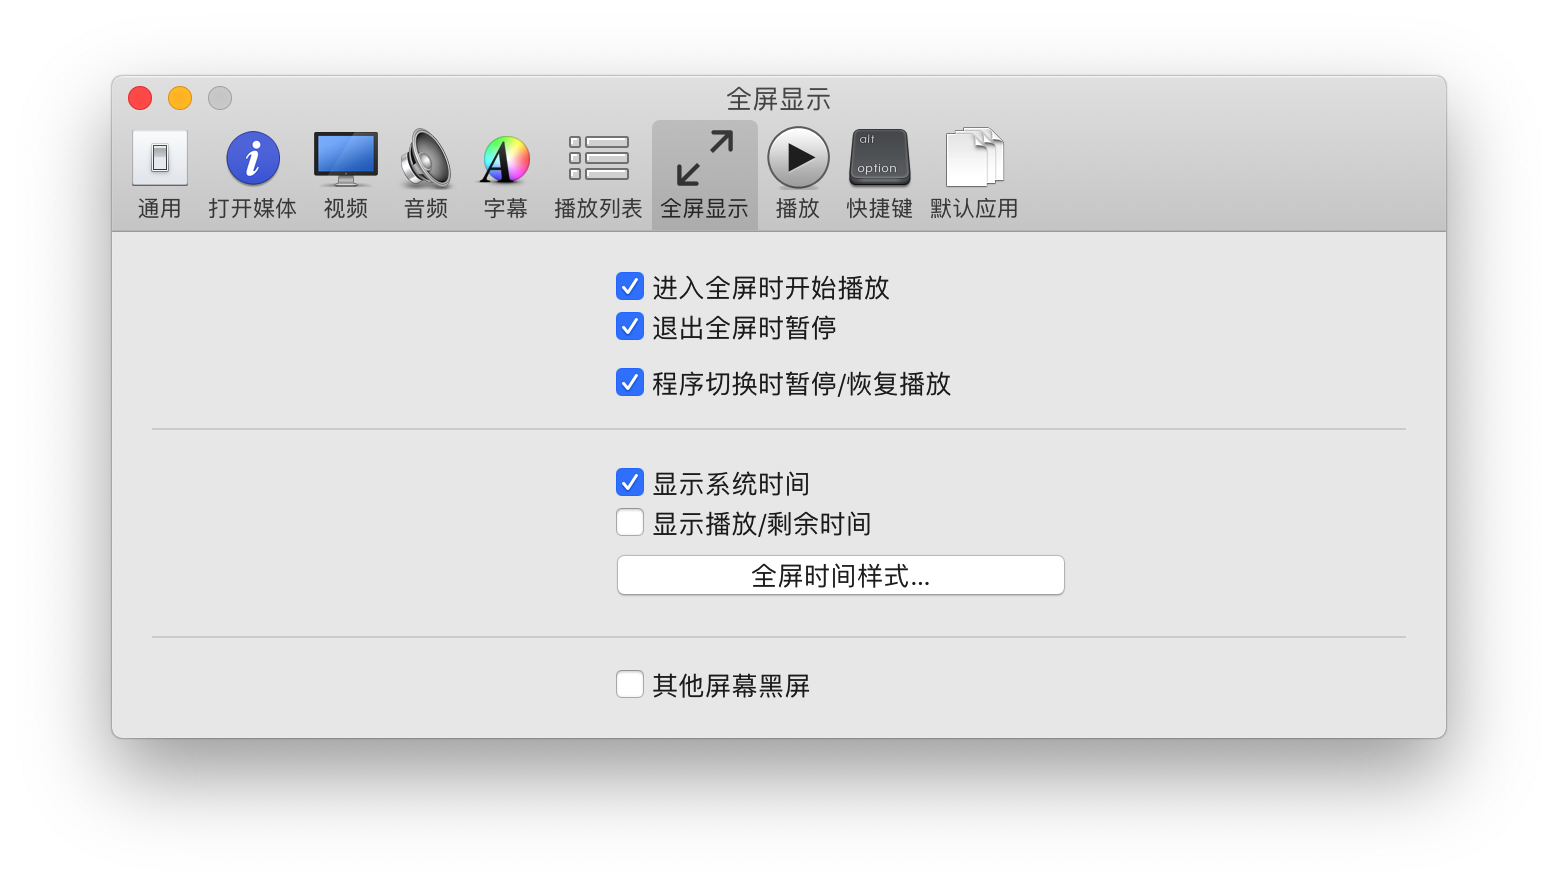 全屏显示
alt
option
通用 打开媒体 视频 音频 字幕 播放列表 全屏显示 播放 快捷键 默认应用
进入全屏时开始播放
退出全屏时暂停
程序切换时暂停/恢复播放
显示系统时间
显示播放/剩余时间
全屏时间样式...
其他屏幕黑屏